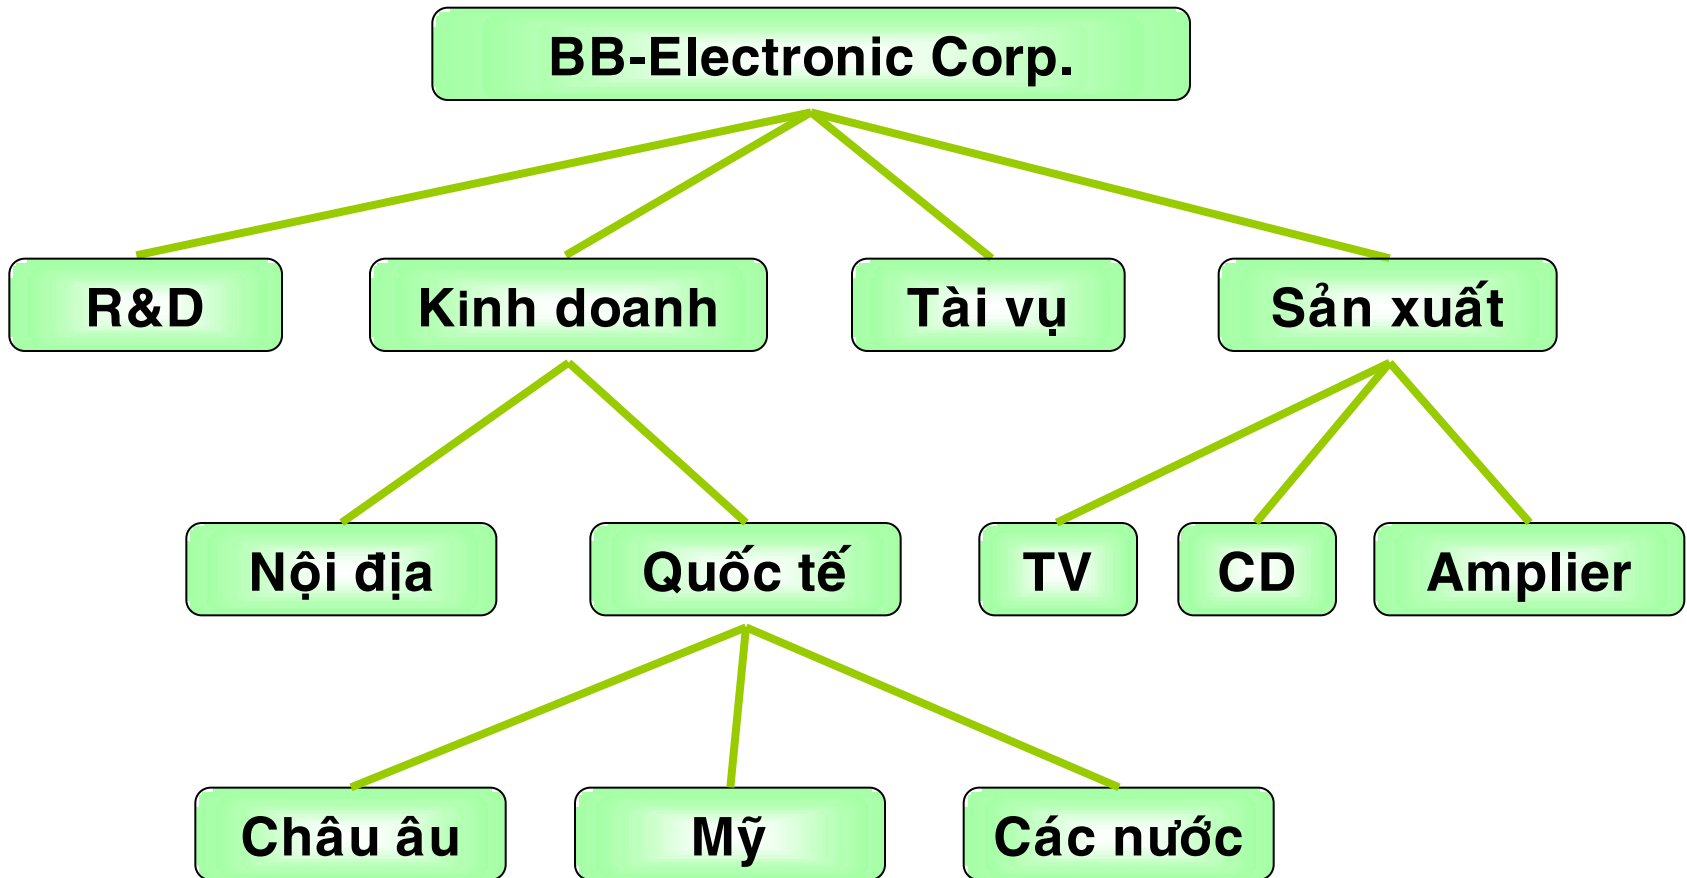 BB-Electronic Corp.
R&D
Kinh doanh
Tài vụ
Sản xuất
Nội địa
Quốc tế
TV
CD
Amplier
Châu âu
Mỹ
Các nước